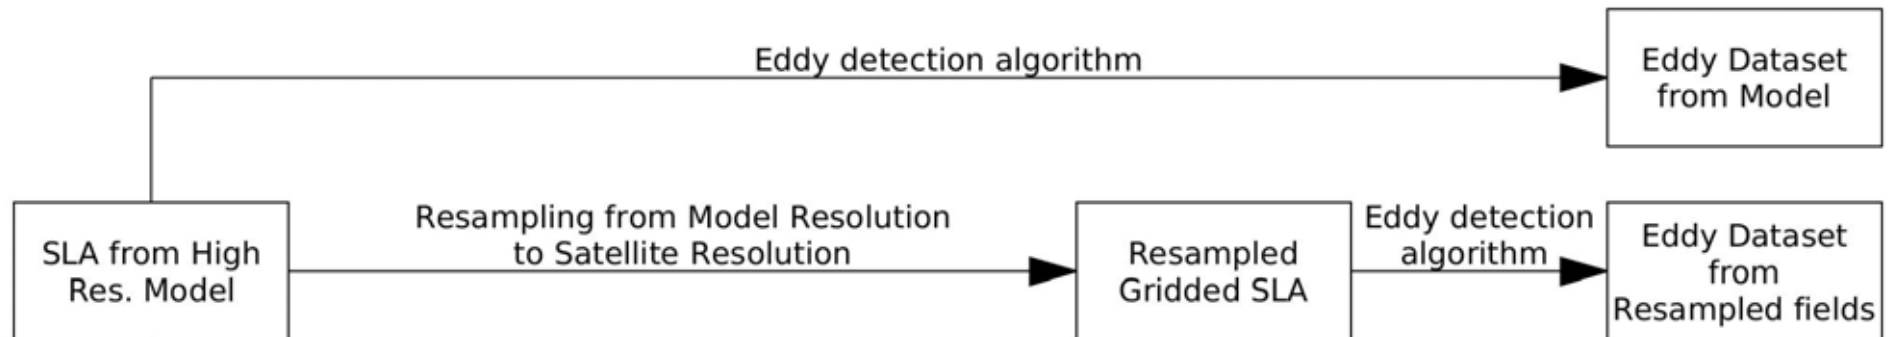 Eddy detection algorithm
Eddy Dataset
from Model
SLA from High
Res. Model
Resampling from Model Resolution
to Satellite Resolution
Resampled
Gridded SLA
Eddy detection
algorithm
Eddy Dataset
from
Resampled fields